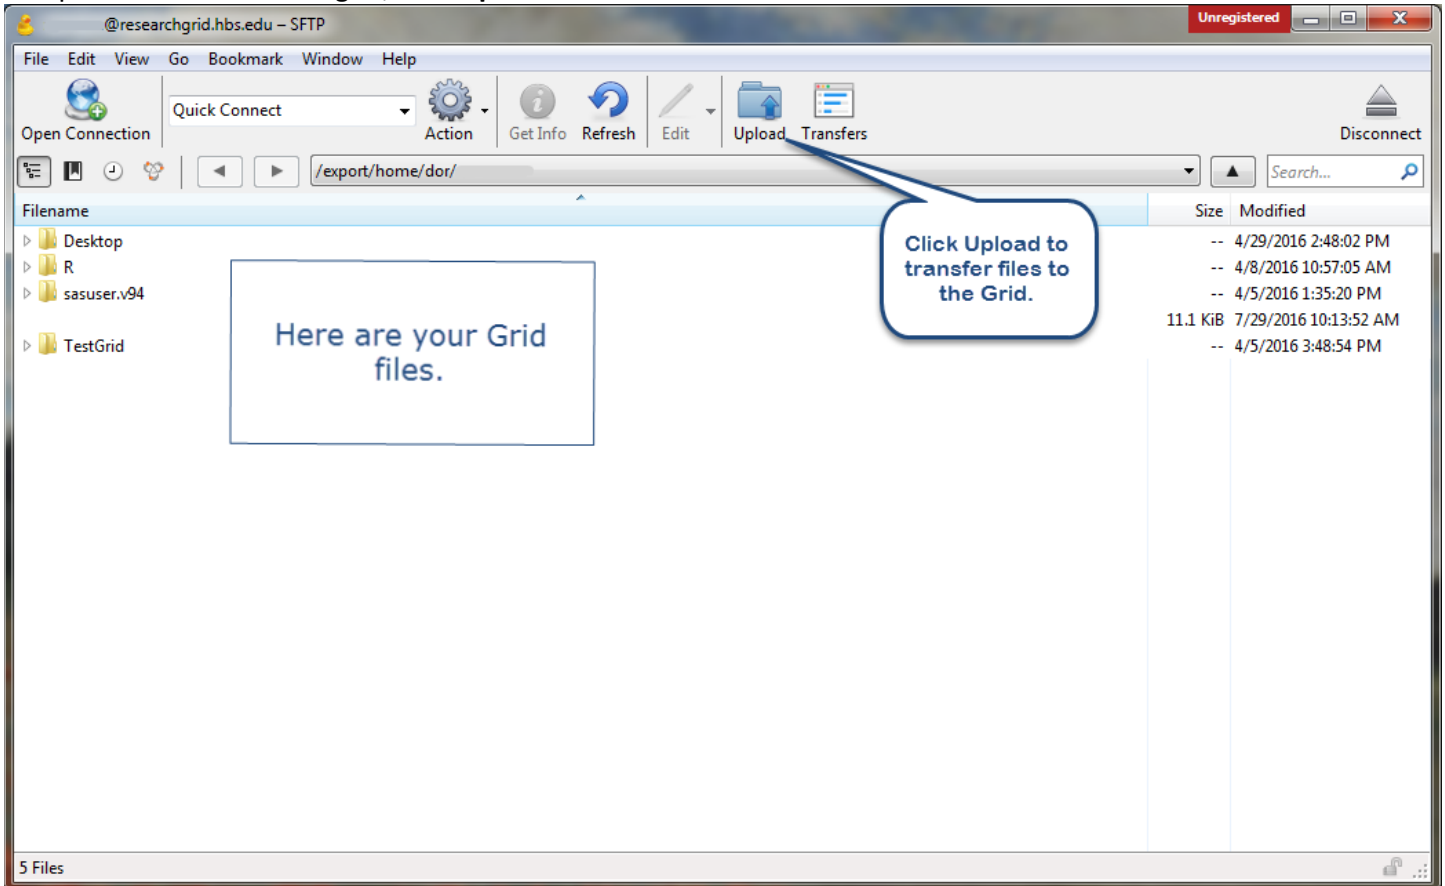 @researchgrid.hbs.edu – SFTP
Unregistered
File Edit View Go Bookmark Window Help
Open Connection
Quick Connect
Action
Get Info
Refresh
Edit
Upload
Transfers
Disconnect
/export/home/dor/
Search...
Filename Size Modified
Desktop -- 4/29/2016 2:48:02 PM
R -- 4/8/2016 10:57:05 AM
sasuser.v94 -- 4/5/2016 1:35:20 PM
11.1 KiB 7/29/2016 10:13:52 AM
TestGrid -- 4/5/2016 3:48:54 PM
Here are your Grid
files.
Click Upload to
transfer files to
the Grid.
5 Files